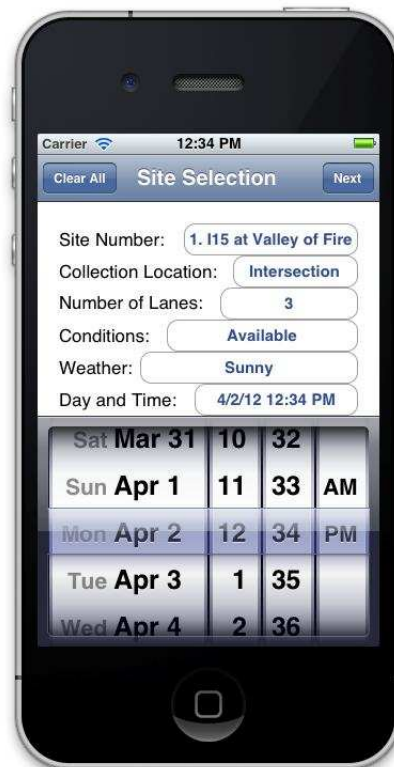 Carrier 12:34 PM
Clear All Site Selection Next
Site Number: 1. I15 at Valley of Fire
Collection Location: Intersection
Number of Lanes: 3
Conditions: Available
Weather: Sunny
Day and Time: 4/2/12 12:34 PM
Sat Mar 31 10 32
Sun Apr 1 11 33 AM
Mon Apr 2 12 34 PM
Tue Apr 3 1 35
Wed Apr 4 2 36